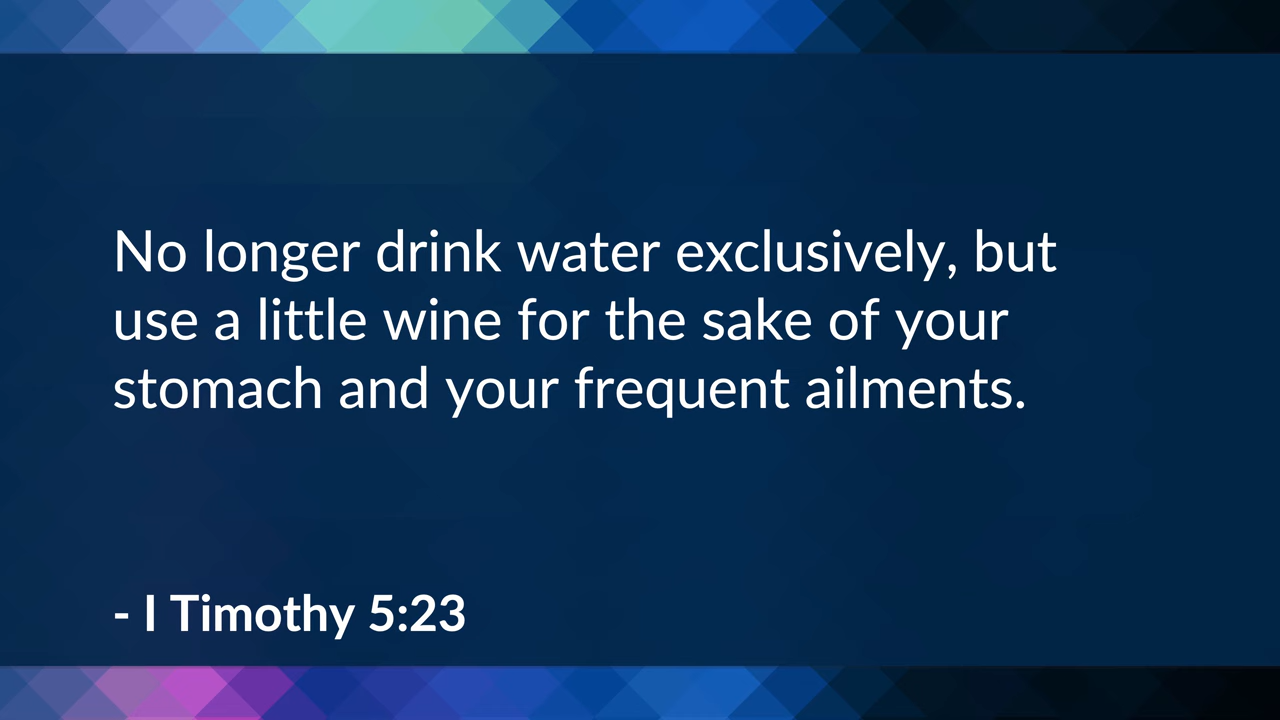 No longer drink water exclusively, but
use a little wine for the sake of your
stomach and your frequent ailments.
- I Timothy 5:23